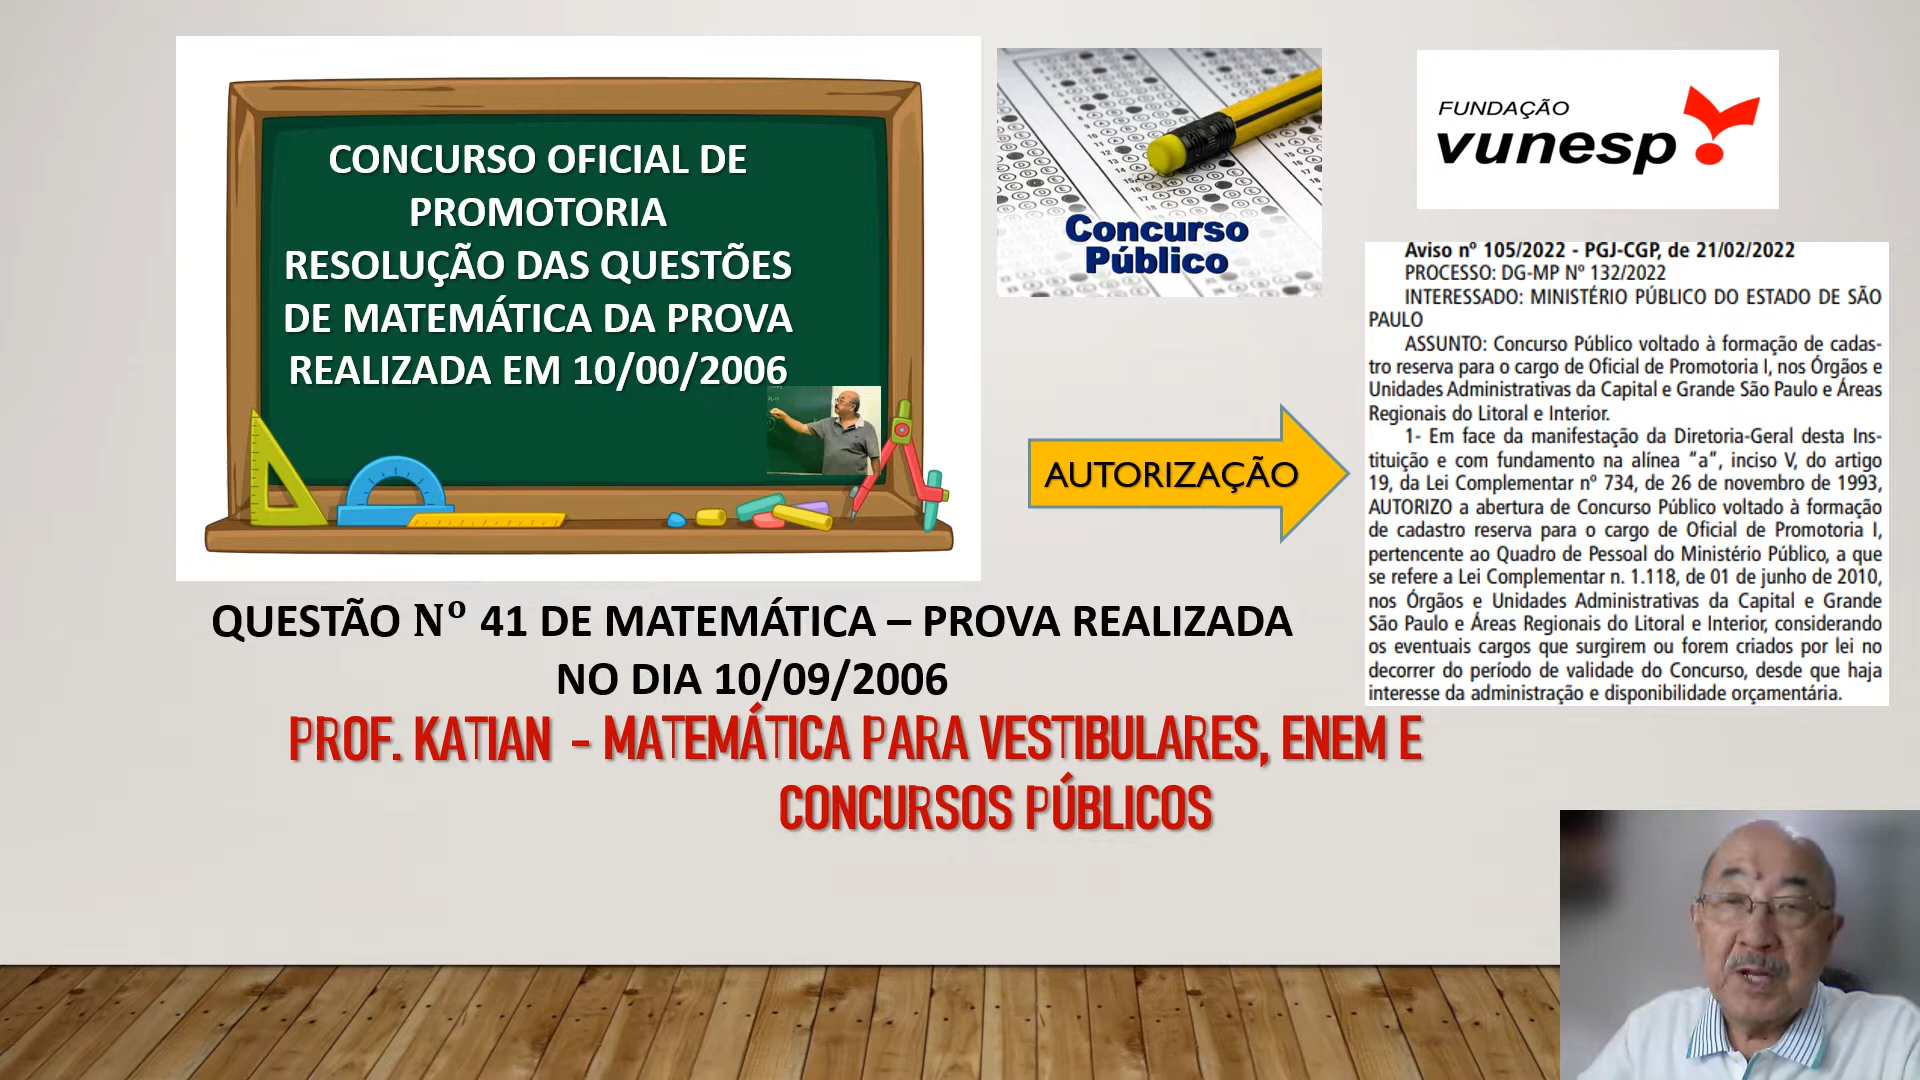 CONCURSO OFICIAL DE
PROMOTORIA
RESOLUÇÃO DAS QUESTÕES
DE MATEMÁTICA DA PROVA
REALIZADA EM 10/00/2006
Concurso
Público
FUNDAÇÃO
vunesp
AUTORIZAÇÃO
Aviso nº 105/2022 - PGJ-CGP, de 21/02/2022
PROCESSO: DG-MP Nº 132/2022
INTERESSADO: MINISTÉRIO PÚBLICO DO ESTADO DE SÃO
PAULO
ASSUNTO: Concurso Público voltado à formação de cadas-
tro reserva para o cargo de Oficial de Promotoria I, nos Órgãos e
Unidades Administrativas da Capital e Grande São Paulo e Áreas
Regionais do Litoral e Interior.
1- Em face da manifestação da Diretoria-Geral desta Ins-
tituição e com fundamento na alínea “a”, inciso V, do artigo
19, da Lei Complementar nº 734, de 26 de novembro de 1993,
AUTORIZO a abertura de Concurso Público voltado à formação
de cadastro reserva para o cargo de Oficial de Promotoria I,
pertencente ao Quadro de Pessoal do Ministério Público, a que
se refere a Lei Complementar n. 1.118, de 01 de junho de 2010,
nos Órgãos e Unidades Administrativas da Capital e Grande
São Paulo e Áreas Regionais do Litoral e Interior, considerando
os eventuais cargos que surgirem ou forem criados por lei no
decorrer do período de validade do Concurso, desde que haja
interesse da administração e disponibilidade orçamentária.
QUESTÃO Nº 41 DE MATEMÁTICA – PROVA REALIZADA
NO DIA 10/09/2006
PROF. KATIAN - MATEMÁTICA PARA VESTIBULARES, ENEM E
CONCURSOS PÚBLICOS